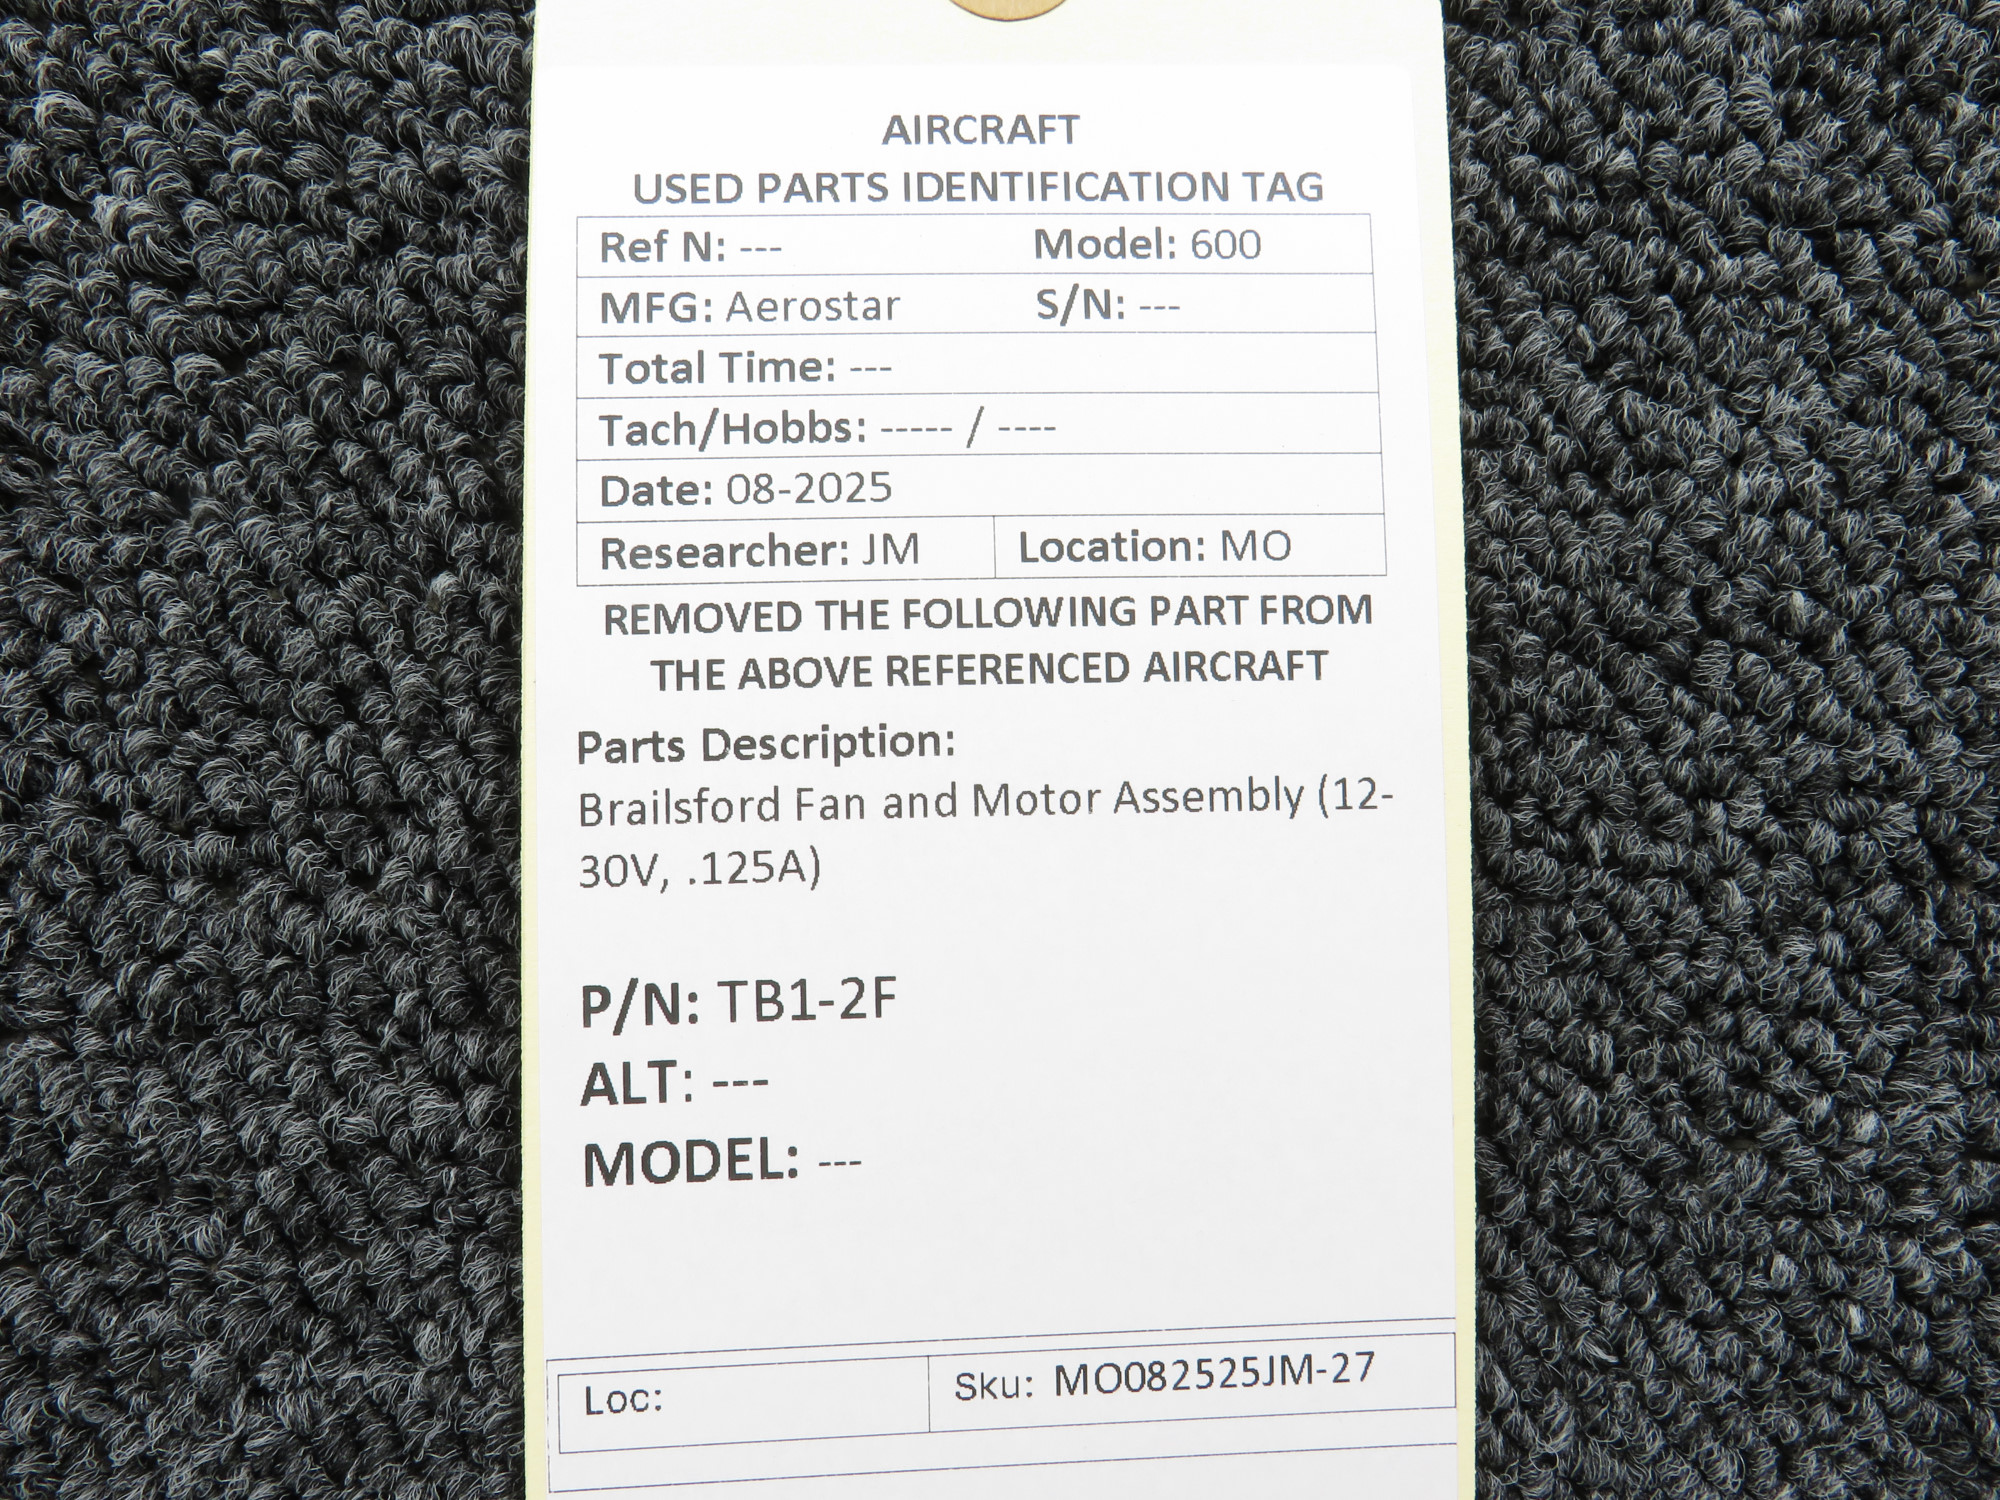 AIRCRAFT
USED PARTS IDENTIFICATION TAG
Ref N: --- Model: 600
MFG: Aerostar S/N: ---
Total Time: ---
Tach/Hobbs: ----- / ----
Date: 08-2025
Researcher: JM Location: MO
REMOVED THE FOLLOWING PART FROM
THE ABOVE REFERENCED AIRCRAFT
Parts Description:
Brailsford Fan and Motor Assembly (12-
30V, .125A)
P/N: TB1-2F
ALT: ---
MODEL: ---
Loc: Sku: MO082525JM-27